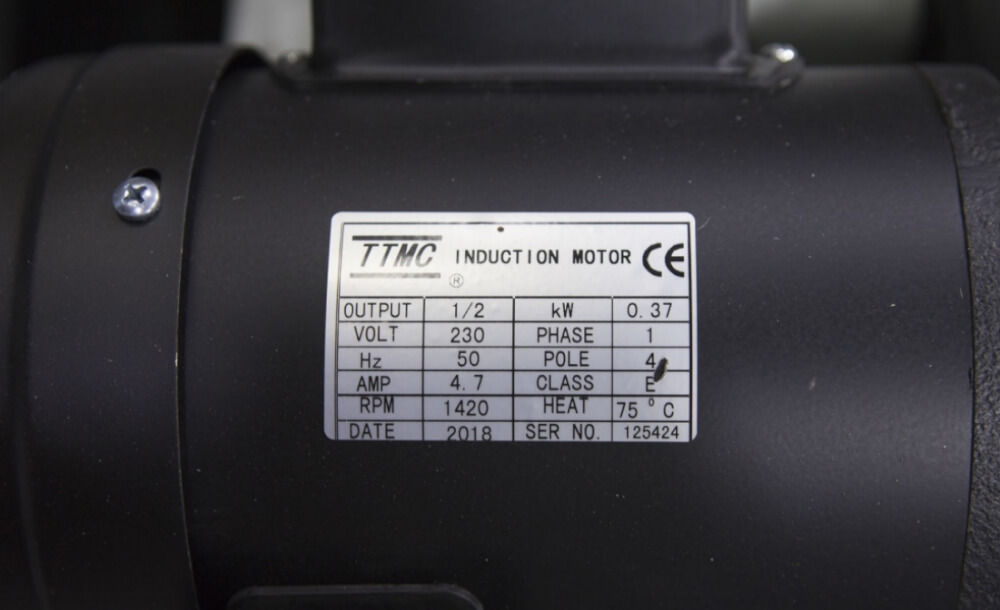 TTMC INDUCTION MOTOR CE
®
OUTPUT 1/2 kW 0.37
VOLT 230 PHASE 1
Hz 50 POLE 4
AMP 4.7 CLASS E
RPM 1420 HEAT 75°C
DATE 2018 SER NO. 125424